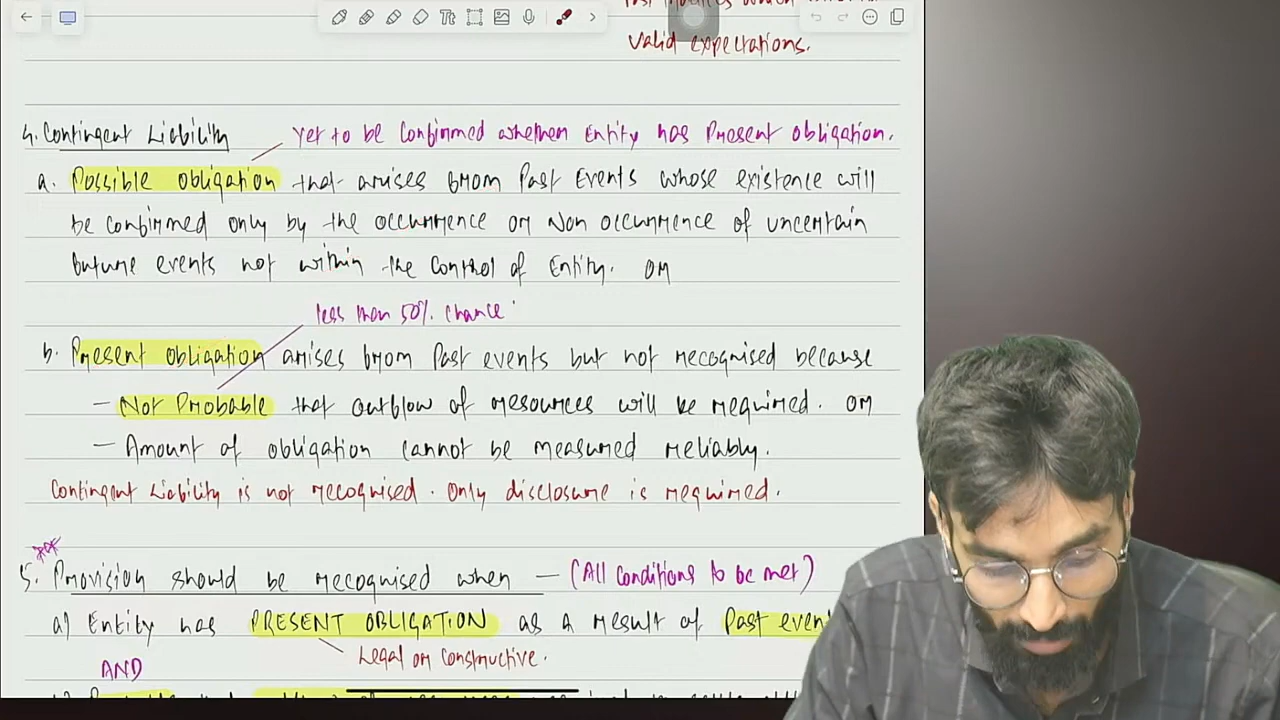 valid expectations.
4. Contingent Liability
Yet to be confirmed whether Entity has Present obligation.
a. Possible obligation that arises from Past Events whose existence will
be confirmed only by the occurrence or Non occurrence of uncertain
future events not within the control of Entity. OR
less than 50% chance
b. Present obligation arises from Past events but not recognised because
- Not Probable that outflow of resources will be required. OR
- Amount of obligation cannot be measured reliably.
Contingent Liability is not recognised. Only disclosure is required.
5. Provision should be recognised when - (All conditions to be met)
a) Entity has PRESENT OBLIGATION as a result of Past even
Legal or constructive.
AND